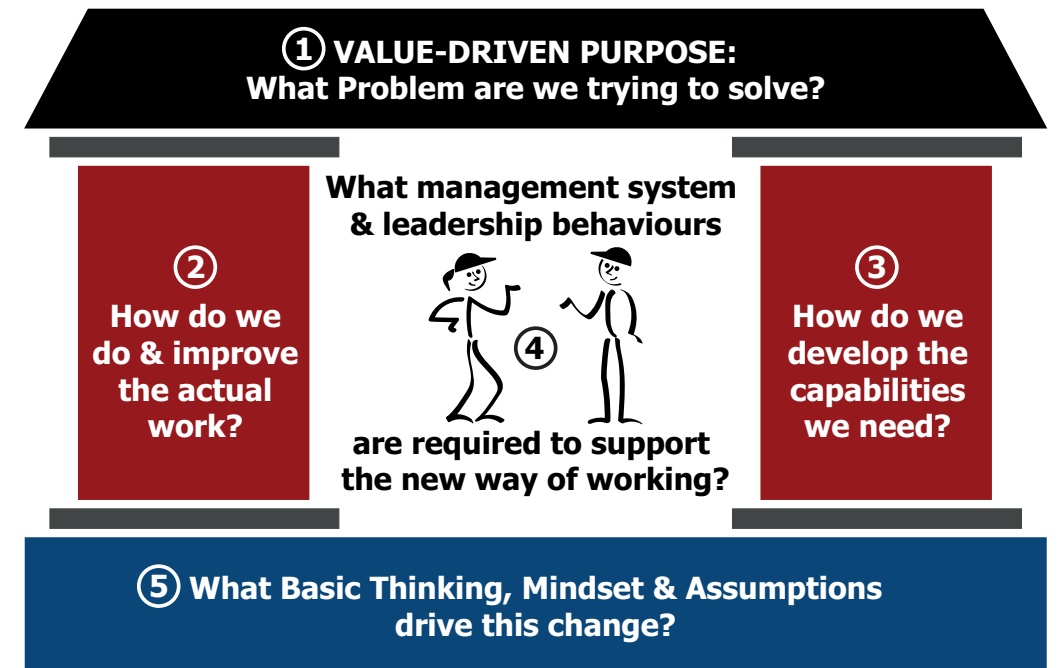 ① VALUE-DRIVEN PURPOSE:
What Problem are we trying to solve?
②
How do we
do & improve
the actual
work?
③
How do we
develop the
capabilities
we need?
What management system
& leadership behaviours
④
are required to support
the new way of working?
⑤ What Basic Thinking, Mindset & Assumptions
drive this change?